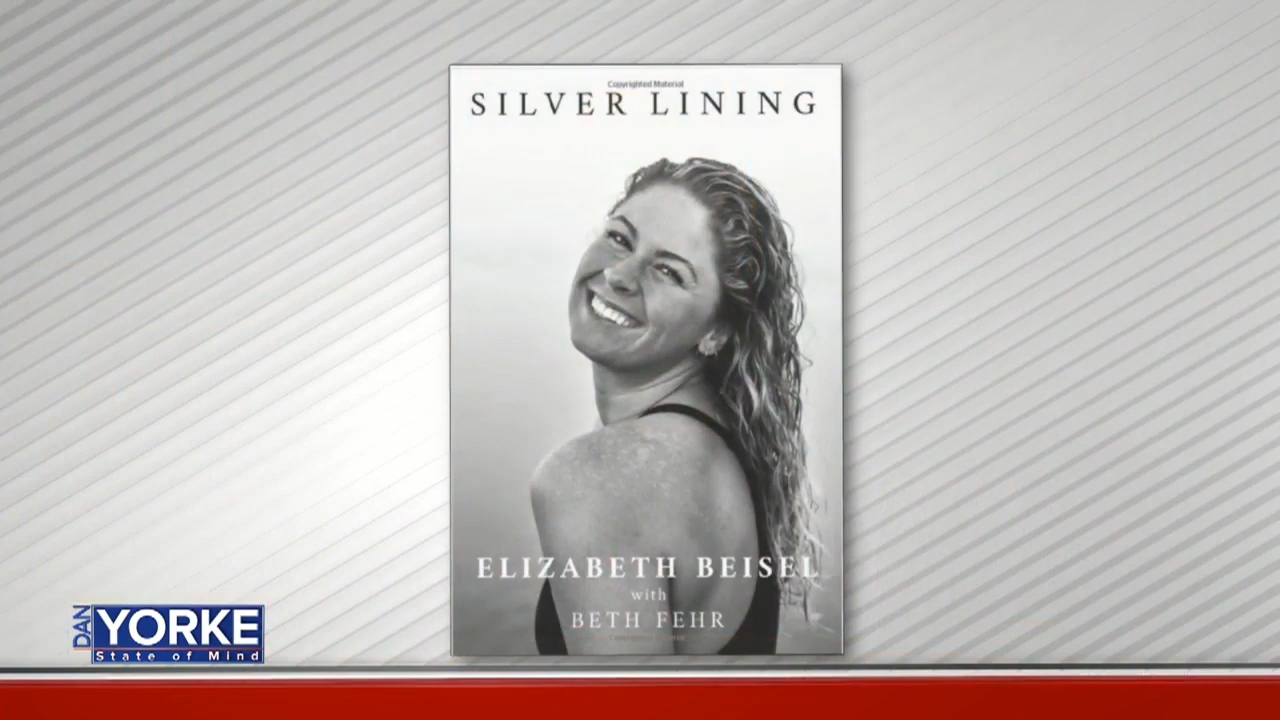 Copyrighted Material
SILVER LINING
ELIZABETH BEISEL
with
BETH FEHR
DAN
YORKE
State of Mind